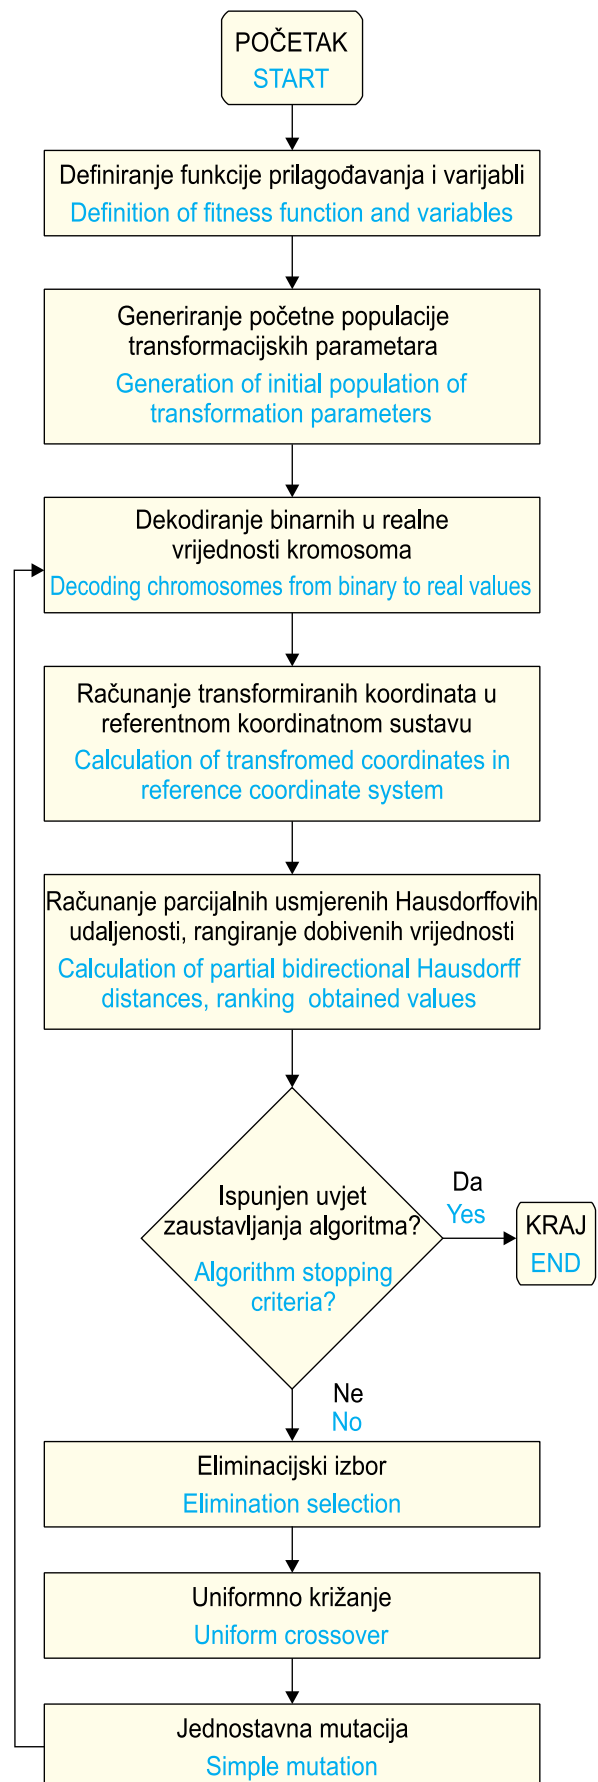 POČETAK
START
Definiranje funkcije prilagođavanja i varijabli
Definition of fitness function and variables
Generiranje početne populacije
transformacijskih parametara
Generation of initial population of
transformation parameters
Dekodiranje binarnih u realne
vrijednosti kromosoma
Decoding chromosomes from binary to real values
Računanje transformiranih koordinata u
referentnom koordinatnom sustavu
Calculation of transfromed coordinates in
reference coordinate system
Računanje parcijalnih usmjerenih Hausdorffovih
udaljenosti, rangiranje dobivenih vrijednosti
Calculation of partial bidirectional Hausdorff
distances, ranking obtained values
Ispunjen uvjet
zaustavljanja algoritma?
Algorithm stopping
criteria?
Da
Yes
KRAJ
END
Ne
No
Eliminacijski izbor
Elimination selection
Uniformno križanje
Uniform crossover
Jednostavna mutacija
Simple mutation